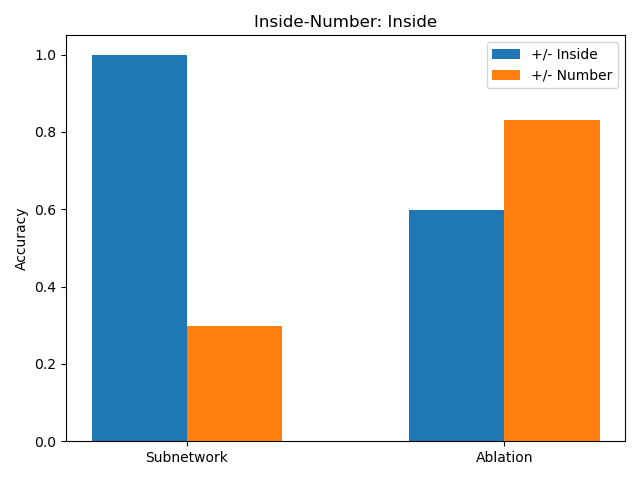 Inside-Number: Inside
+/- Inside
+/- Number
Accuracy
1.0
0.8
0.6
0.4
0.2
0.0
Subnetwork
Ablation